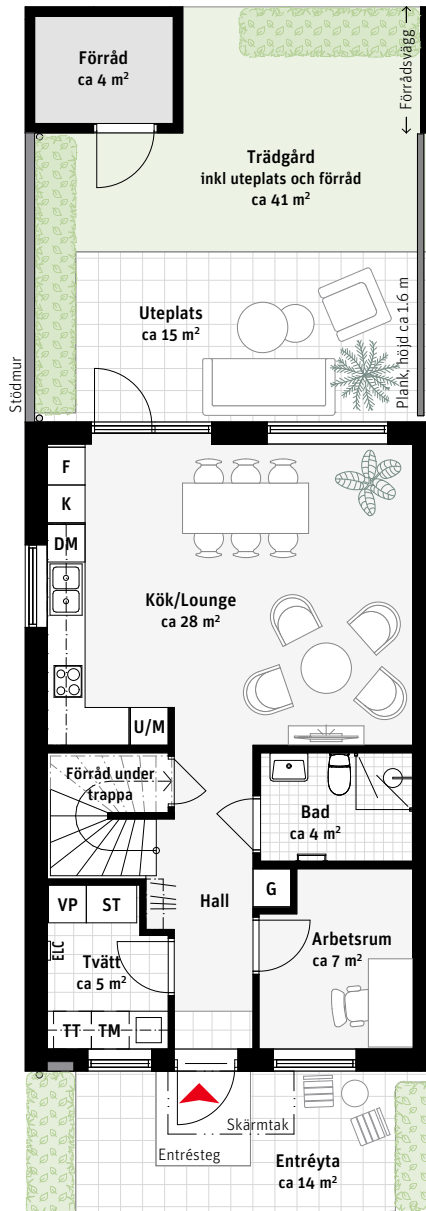 Förråd
ca 4 m²
Förrådsvägg
Trädgård
inkl uteplats och förråd
ca 41 m²
Uteplats
ca 15 m²
Plank, höjd ca 1.6 m
Stödmur
F
K
DM
Kök/Lounge
ca 28 m²
U/M
Förråd under
trappa
Bad
ca 4 m²
VP
ST
Hall
G
ELC
Tvätt
ca 5 m²
Arbetsrum
ca 7 m²
TT
TM
Skärmtak
Entrésteg
Entréyta
ca 14 m²